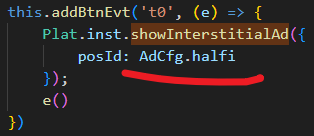 this.addBtnEvt('t0', (e) => {
Plat.inst.showInterstitialAd({
posId: AdCfg.halfi
});
e()
})